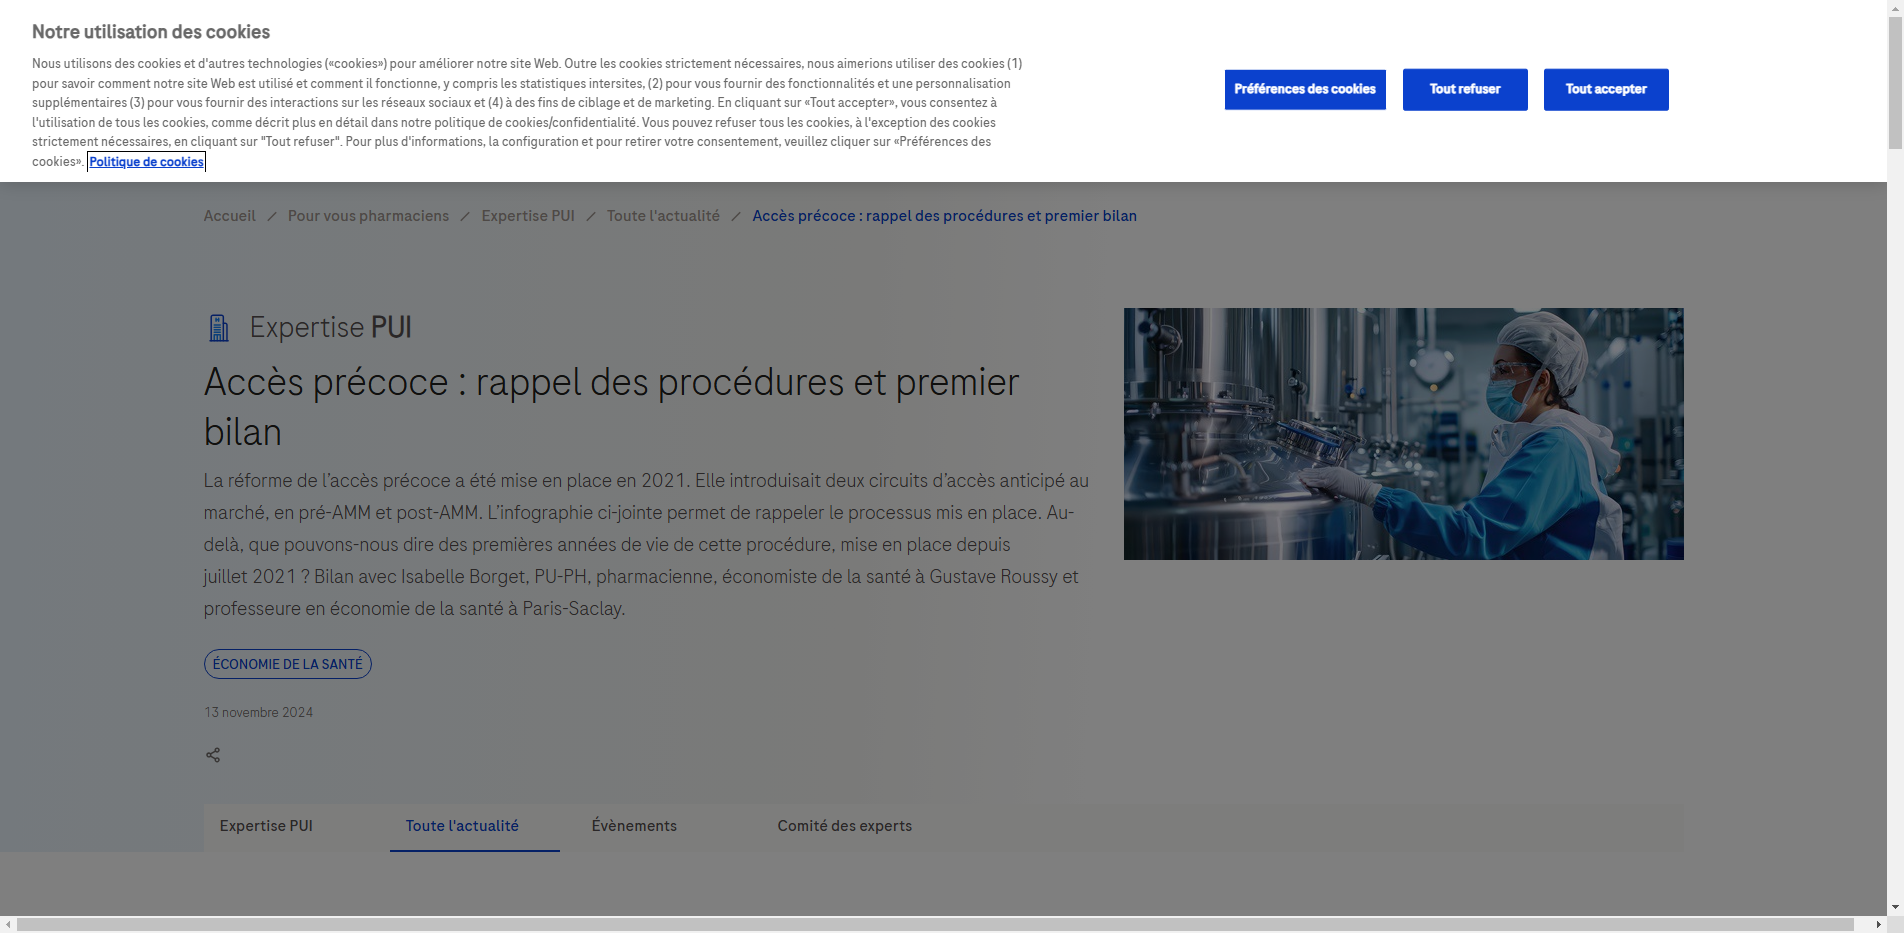 Notre utilisation des cookies
Nous utilisons des cookies et d'autres technologies («cookies») pour améliorer notre site Web. Outre les cookies strictement nécessaires, nous aimerions utiliser des cookies (1)
pour savoir comment notre site Web est utilisé et comment il fonctionne, y compris les statistiques intersites, (2) pour vous fournir des fonctionnalités et une personnalisation
supplémentaires (3) pour vous fournir des interactions sur les réseaux sociaux et (4) à des fins de ciblage et de marketing. En cliquant sur «Tout accepter», vous consentez à
l'utilisation de tous les cookies, comme décrit plus en détail dans notre politique de cookies/confidentialité. Vous pouvez refuser tous les cookies, à l'exception des cookies
strictement nécessaires, en cliquant sur "Tout refuser". Pour plus d'informations, la configuration et pour retirer votre consentement, veuillez cliquer sur «Préférences des
cookies». Politique de cookies
Préférences des cookies
Tout refuser
Tout accepter
Accueil / Pour vous pharmaciens / Expertise PUI / Toute l'actualité / Accès précoce : rappel des procédures et premier bilan
Expertise PUI
Accès précoce : rappel des procédures et premier
bilan
La réforme de l’accès précoce a été mise en place en 2021. Elle introduisait deux circuits d’accès anticipé au
marché, en pré-AMM et post-AMM. L’infographie ci-jointe permet de rappeler le processus mis en place. Au-
delà, que pouvons-nous dire des premières années de vie de cette procédure, mise en place depuis
juillet 2021 ? Bilan avec Isabelle Borget, PU-PH, pharmacienne, économiste de la santé à Gustave Roussy et
professeure en économie de la santé à Paris-Saclay.
ÉCONOMIE DE LA SANTÉ
13 novembre 2024
Expertise PUI
Toute l'actualité
Évènements
Comité des experts